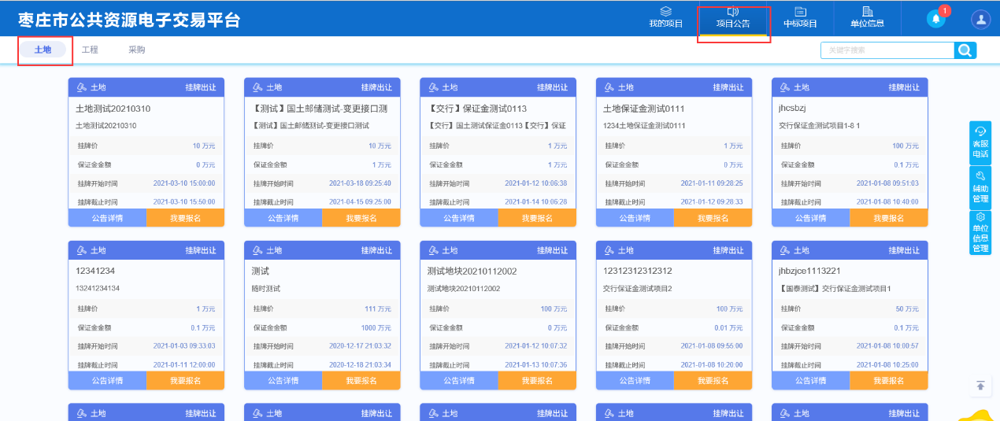 枣庄市公共资源电子交易平台
我的项目
项目公告
中标项目
单位信息
1
土地 工程 采购
关键字搜索
土地 挂牌出让
土地测试20210310
土地测试20210310
挂牌价 10 万元
保证金金额 0 万元
挂牌开始时间 2021-03-10 15:00:00
挂牌截止时间 2021-03-10 15:50:00
公告详情 我要报名
土地 挂牌出让
【测试】国土邮储测试-变更接口测
【测试】国土邮储测试-变更接口测试
挂牌价 10 万元
保证金金额 1 万元
挂牌开始时间 2021-03-18 09:25:40
挂牌截止时间 2021-04-15 09:25:00
公告详情 我要报名
土地 挂牌出让
【交行】保证金测试0113
【交行】国土测试保证金0113【交行】保证
挂牌价 1 万元
保证金金额 1 万元
挂牌开始时间 2021-01-12 10:06:38
挂牌截止时间 2021-01-14 10:06:28
公告详情 我要报名
土地 挂牌出让
土地保证金测试0111
1234土地保证金测试0111
挂牌价 1 万元
保证金金额 0 万元
挂牌开始时间 2021-01-11 09:28:25
挂牌截止时间 2021-01-12 09:28:33
公告详情 我要报名
土地 挂牌出让
jhcsbzj
交行保证金测试项目1-8 1
挂牌价 100 万元
保证金金额 0.1 万元
挂牌开始时间 2021-01-08 09:51:03
挂牌截止时间 2021-01-08 10:40:00
公告详情 我要报名
土地 挂牌出让
12341234
13241234134
挂牌价 1 万元
保证金金额 0.1 万元
挂牌开始时间 2021-01-03 09:33:03
挂牌截止时间 2021-01-11 12:00:00
公告详情 我要报名
土地 挂牌出让
测试
随时测试
挂牌价 111 万元
保证金金额 1000 万元
挂牌开始时间 2020-12-17 21:03:32
挂牌截止时间 2020-12-18 21:03:34
公告详情 我要报名
土地 挂牌出让
测试地块20210112002
测试地块20210112002
挂牌价 100 万元
保证金金额 0 万元
挂牌开始时间 2021-01-12 10:07:32
挂牌截止时间 2021-01-13 10:07:36
公告详情 我要报名
土地 挂牌出让
12312312312312
交行保证金测试项目2
挂牌价 100 万元
保证金金额 0.01 万元
挂牌开始时间 2021-01-08 09:55:00
挂牌截止时间 2021-01-08 10:20:00
公告详情 我要报名
土地 挂牌出让
jhbzjce1113221
【国泰测试】交行保证金测试项目1
挂牌价 50 万元
保证金金额 0.1 万元
挂牌开始时间 2021-01-08 10:00:57
挂牌截止时间 2021-01-08 10:25:00
公告详情 我要报名
土地 挂牌出让
土地 挂牌出让
土地 挂牌出让
土地 挂牌出让
土地 挂牌出让
客服
电话
辅助
管理
单位
信息
管理